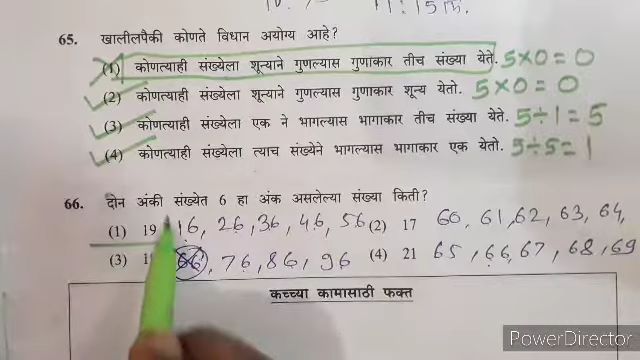 11:15m.
65. खालीलपैकी कोणते विधान अयोग्य आहे?
(1) कोणत्याही संख्येला शून्याने गुणल्यास गुणाकार तीच संख्या येते. 5×0=0
(2) कोणत्याही संख्येला शून्याने गुणल्यास गुणाकार शून्य येतो. 5×0=0
(3) कोणत्याही संख्येला एक ने भागल्यास भागाकार तीच संख्या येते. 5÷1=5
(4) कोणत्याही संख्येला त्याच संख्येने भागल्यास भागाकार एक येतो. 5÷5=1
66. दोन अंकी संख्येत 6 हा अंक असलेल्या संख्या किती?
(1) 19 16, 26, 36, 46, 56 (2) 17 60, 61, 62, 63, 64,
(3) 66, 76, 86, 96 (4) 21 65, 66, 67, 68, 69
कच्च्या कामासाठी फक्त
PowerDirector